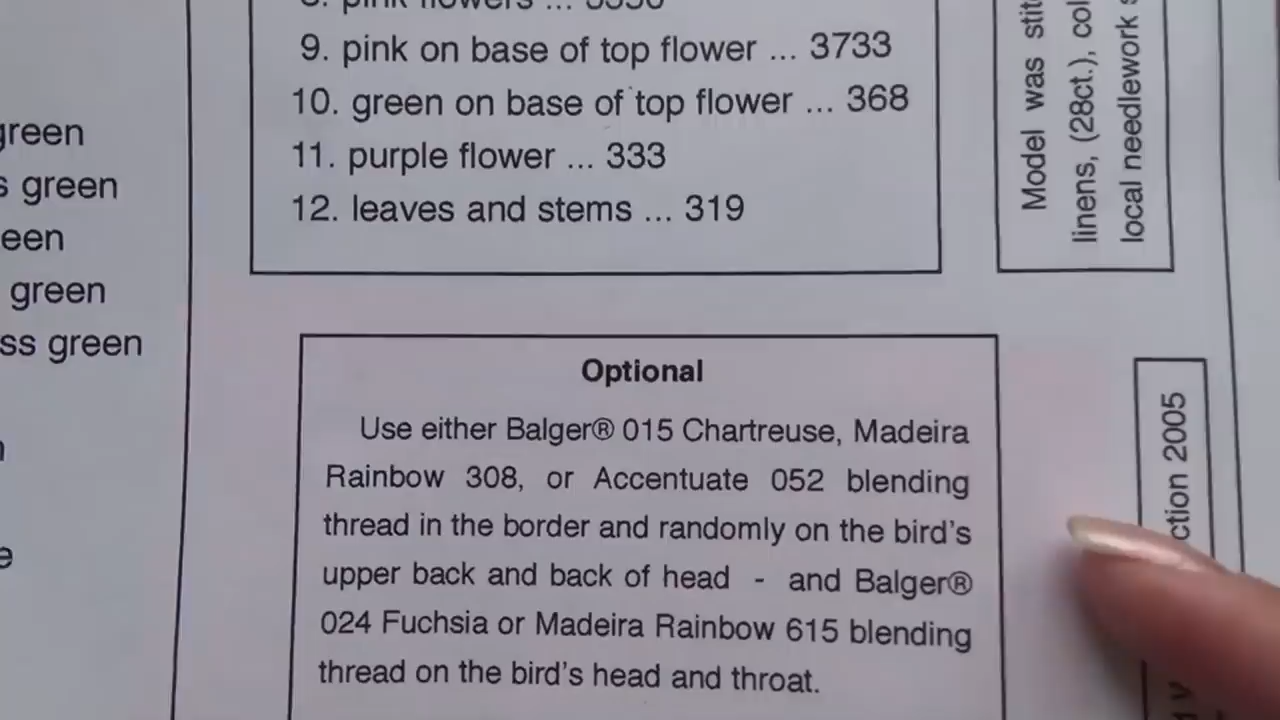 green
green
green
ss green
9. pink on base of top flower ... 3733
10. green on base of top flower ... 368
11. purple flower ... 333
12. leaves and stems ... 319
Optional
Use either Balger® 015 Chartreuse, Madeira
Rainbow 308, or Accentuate 052 blending
thread in the border and randomly on the bird's
upper back and back of head - and Balger®
024 Fuchsia or Madeira Rainbow 615 blending
thread on the bird's head and throat.
Model was
linens, (28ct.),
local needlework
2005